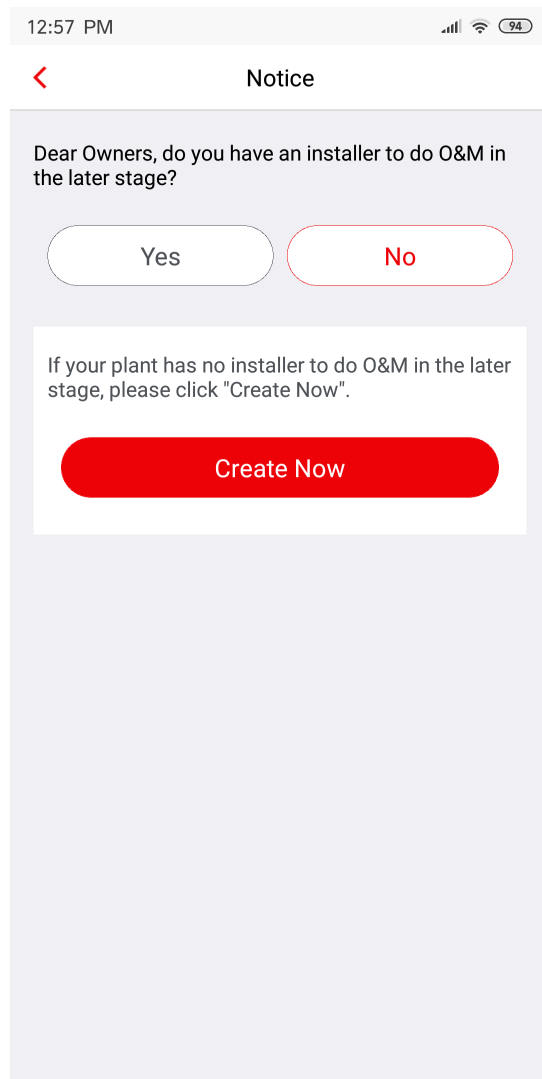 12:57 PM
94
Notice
Dear Owners, do you have an installer to do O&M in
the later stage?
Yes
No
If your plant has no installer to do O&M in the later
stage, please click "Create Now".
Create Now